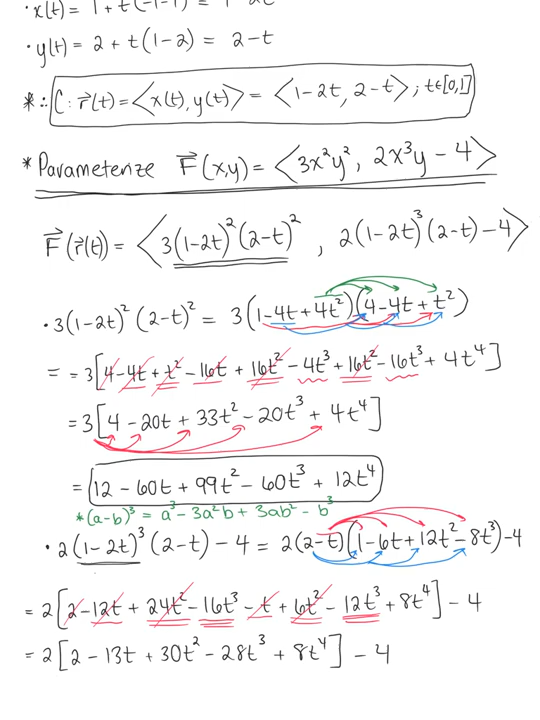 · x(t) = 1 + t(-1-1) = 1-2t
· y(t) = 2 + t(1-2) = 2-t
* ∴ C: r⃗(t) = <x(t), y(t)> = <1-2t, 2-t>; t∈[0,1]
* Parameterize F⃗(x,y) = <3x²y², 2x³y - 4>
F⃗(r⃗(t)) = <3(1-2t)²(2-t)², 2(1-2t)³(2-t)-4>
· 3(1-2t)²(2-t)² = 3(1-4t+4t²)(4-4t+t²)
= = 3[4-4t+t²-16t+16t²-4t³+16t²-16t³+4t⁴]
= 3[4-20t+33t²-20t³+4t⁴]
= 12-60t+99t²-60t³+12t⁴
*(a-b)³ = a³-3a²b+3ab²-b³
· 2(1-2t)³(2-t)-4 = 2(2-t)(1-6t+12t²-8t³)-4
= 2[2-12t+24t²-16t³-t+6t²-12t³+8t⁴]-4
= 2[2-13t+30t²-28t³+8t⁴]-4